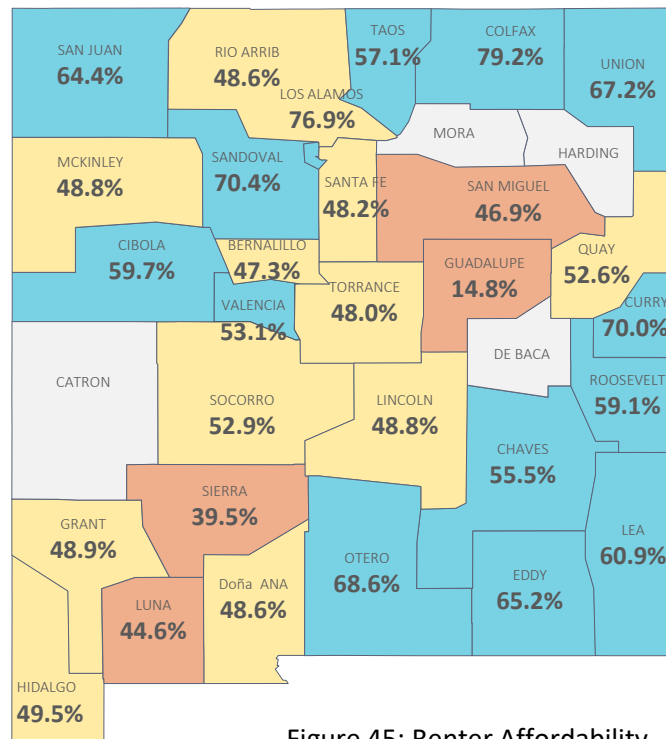 SAN JUAN
64.4%
RIO ARRIB
48.6%
TAOS
57.1%
COLFAX
79.2%
UNION
67.2%
LOS ALAMOS
76.9%
MORA
HARDING
MCKINLEY
48.8%
SANDOVAL
70.4%
SANTA FE
48.2%
SAN MIGUEL
46.9%
CIBOLA
59.7%
BERNALILLO
47.3%
VALENCIA
53.1%
TORRANCE
48.0%
GUADALUPE
14.8%
QUAY
52.6%
CURRY
70.0%
DE BACA
ROOSEVELT
59.1%
CATRON
SOCORRO
52.9%
LINCOLN
48.8%
CHAVES
55.5%
SIERRA
39.5%
GRANT
48.9%
LUNA
44.6%
Doña ANA
48.6%
OTERO
68.6%
EDDY
65.2%
LEA
60.9%
HIDALGO
49.5%
Figure 45: Renter Affordability